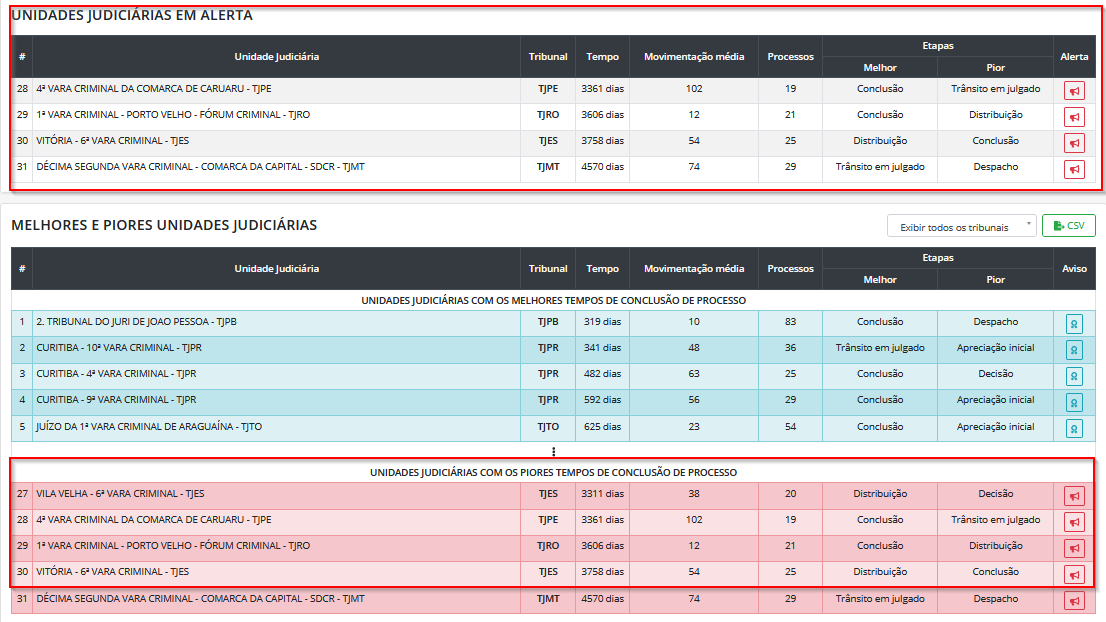 UNIDADES JUDICIÁRIAS EM ALERTA
# Unidade Judiciária Tribunal Tempo Movimentação média Processos Etapas Alerta
Melhor Pior
28 4ª VARA CRIMINAL DA COMARCA DE CARUARU - TJPE TJPE 3361 dias 102 19 Conclusão Trânsito em julgado
29 1ª VARA CRIMINAL - PORTO VELHO - FÓRUM CRIMINAL - TJRO TJRO 3606 dias 12 21 Conclusão Distribuição
30 VITÓRIA - 6ª VARA CRIMINAL - TJES TJES 3758 dias 54 25 Distribuição Conclusão
31 DÉCIMA SEGUNDA VARA CRIMINAL - COMARCA DA CAPITAL - SDCR - TJMT TJMT 4570 dias 74 29 Trânsito em julgado Despacho
MELHORES E PIORES UNIDADES JUDICIÁRIAS Exibir todos os tribunais CSV
# Unidade Judiciária Tribunal Tempo Movimentação média Processos Etapas Aviso
Melhor Pior
UNIDADES JUDICIÁRIAS COM OS MELHORES TEMPOS DE CONCLUSÃO DE PROCESSO
1 2. TRIBUNAL DO JURI DE JOAO PESSOA - TJPB TJPB 319 dias 10 83 Conclusão Despacho
2 CURITIBA - 10ª VARA CRIMINAL - TJPR TJPR 341 dias 48 36 Trânsito em julgado Apreciação inicial
3 CURITIBA - 4ª VARA CRIMINAL - TJPR TJPR 482 dias 63 25 Conclusão Decisão
4 CURITIBA - 9ª VARA CRIMINAL - TJPR TJPR 592 dias 56 29 Conclusão Apreciação inicial
5 JUÍZO DA 1ª VARA CRIMINAL DE ARAGUAÍNA - TJTO TJTO 625 dias 23 54 Conclusão Apreciação inicial
UNIDADES JUDICIÁRIAS COM OS PIORES TEMPOS DE CONCLUSÃO DE PROCESSO
27 VILA VELHA - 6ª VARA CRIMINAL - TJES TJES 3311 dias 38 20 Distribuição Decisão
28 4ª VARA CRIMINAL DA COMARCA DE CARUARU - TJPE TJPE 3361 dias 102 19 Conclusão Trânsito em julgado
29 1ª VARA CRIMINAL - PORTO VELHO - FÓRUM CRIMINAL - TJRO TJRO 3606 dias 12 21 Conclusão Distribuição
30 VITÓRIA - 6ª VARA CRIMINAL - TJES TJES 3758 dias 54 25 Distribuição Conclusão
31 DÉCIMA SEGUNDA VARA CRIMINAL - COMARCA DA CAPITAL - SDCR - TJMT TJMT 4570 dias 74 29 Trânsito em julgado Despacho